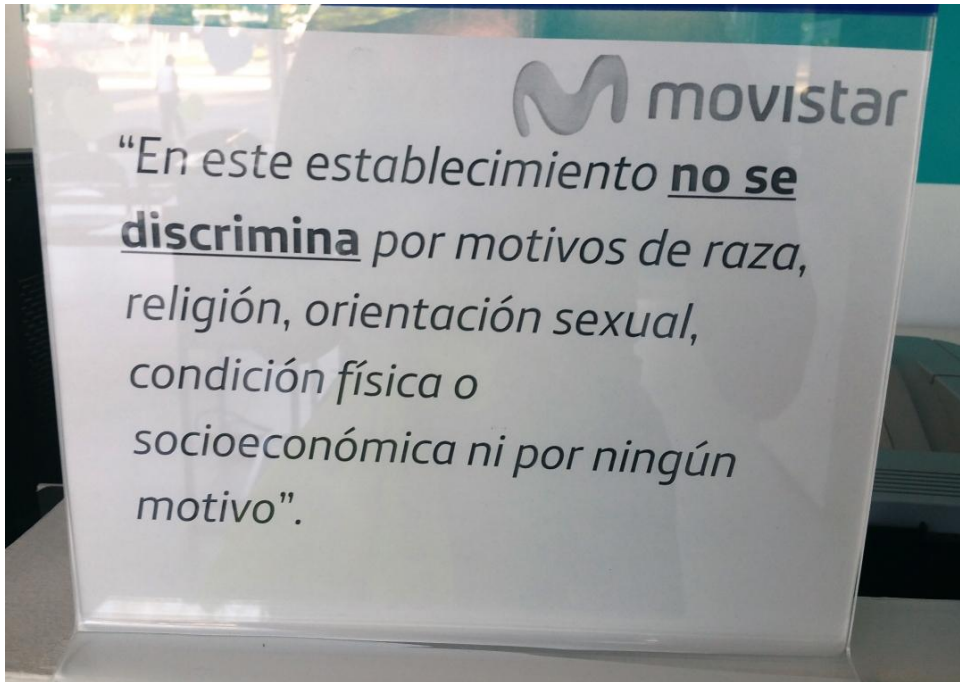 movistar
“En este establecimiento no se
discrimina por motivos de raza,
religión, orientación sexual,
condición física o
socioeconómica ni por ningún
motivo”.